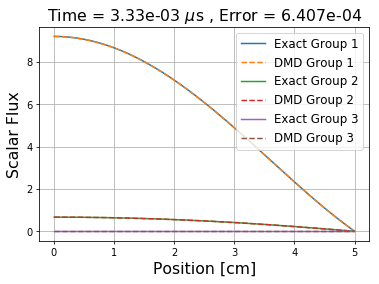 Time = 3.33e-03 μs , Error = 6.407e-04
Scalar Flux
8
6
4
2
0
Exact Group 1
DMD Group 1
Exact Group 2
DMD Group 2
Exact Group 3
DMD Group 3
0 1 2 3 4 5
Position [cm]